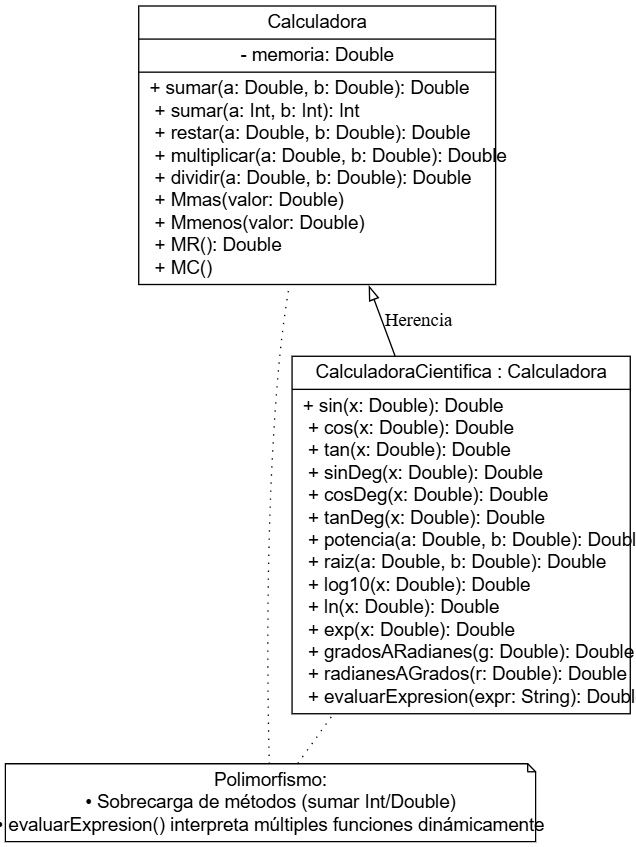 Calculadora
- memoria: Double
+ sumar(a: Double, b: Double): Double
+ sumar(a: Int, b: Int): Int
+ restar(a: Double, b: Double): Double
+ multiplicar(a: Double, b: Double): Double
+ dividir(a: Double, b: Double): Double
+ Mmas(valor: Double)
+ Mmenos(valor: Double)
+ MR(): Double
+ MC()
Herencia
CalculadoraCientifica : Calculadora
+ sin(x: Double): Double
+ cos(x: Double): Double
+ tan(x: Double): Double
+ sinDeg(x: Double): Double
+ cosDeg(x: Double): Double
+ tanDeg(x: Double): Double
+ potencia(a: Double, b: Double): Doubl
+ raiz(a: Double, b: Double): Double
+ log10(x: Double): Double
+ ln(x: Double): Double
+ exp(x: Double): Double
+ gradosARadianes(g: Double): Double
+ radianesAGrados(r: Double): Double
+ evaluarExpresion(expr: String): Doubl
Polimorfismo:
• Sobrecarga de métodos (sumar Int/Double)
• evaluarExpresion() interpreta múltiples funciones dinámicamente